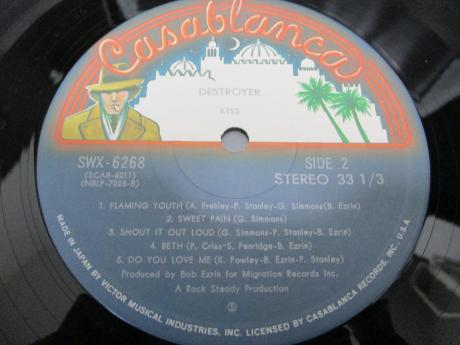 Casablanca
DESTROYER
KISS
SWX-6268
(SCAB-6011)
(NBLP-7025-B)
SIDE 2
STEREO 33 1/3
1. FLAMING YOUTH (A. Frehley-P. Stanley-G. Simmons(B. Ezrin)
2. SWEET PAIN (G. Simmons)
3. SHOUT IT OUT LOUD (G. Simmons-P. Stanley-B. Ezrin)
4. BETH (P. Criss-S. Penridge-B. Ezrin)
5. DO YOU LOVE ME (K. Fowley-B. Ezrin-P. Stanley)
Produced by Bob Ezrin for Migration Records Inc.
A Rock Steady Production
Ⓢ
MADE IN JAPAN BY VICTOR MUSICAL INDUSTRIES, INC. LICENSED BY CASABLANCA RECORDS, INC. U.S.A.